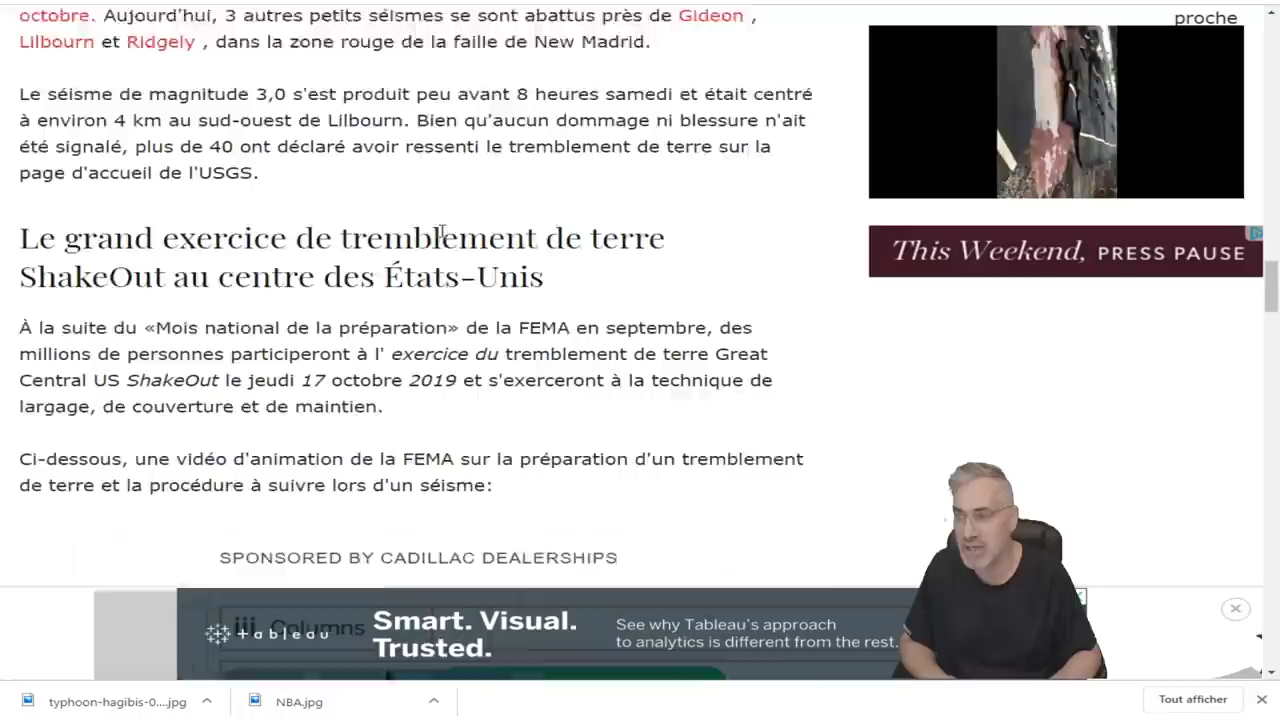 octobre. Aujourd'hui, 3 autres petits séismes se sont abattus près de Gideon ,
Lilbourn et Ridgely , dans la zone rouge de la faille de New Madrid.
Le séisme de magnitude 3,0 s'est produit peu avant 8 heures samedi et était centré
à environ 4 km au sud-ouest de Lilbourn. Bien qu'aucun dommage ni blessure n'ait
été signalé, plus de 40 ont déclaré avoir ressenti le tremblement de terre sur la
page d'accueil de l'USGS.
Le grand exercice de tremblement de terre
ShakeOut au centre des États-Unis
À la suite du «Mois national de la préparation» de la FEMA en septembre, des
millions de personnes participeront à l' exercice du tremblement de terre Great
Central US ShakeOut le jeudi 17 octobre 2019 et s'exerceront à la technique de
largage, de couverture et de maintien.
Ci-dessous, une vidéo d'animation de la FEMA sur la préparation d'un tremblement
de terre et la procédure à suivre lors d'un séisme:
SPONSORED BY CADILLAC DEALERSHIPS
proche
This Weekend, PRESS PAUSE
iii Columns
+ableau
Smart. Visual.
Trusted.
See why Tableau's approach
to analytics is different from the rest.
typhoon-hagibis-0....jpg
NBA.jpg
Tout afficher